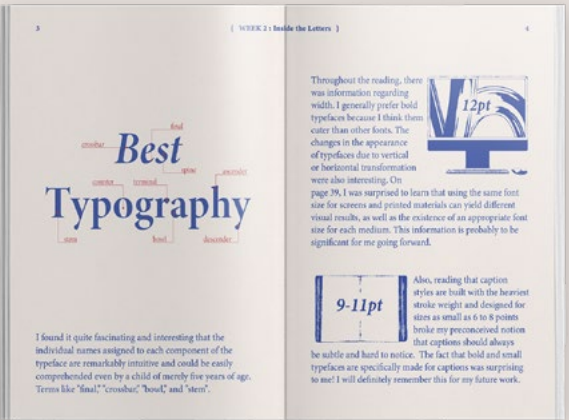 3
{ WEEK 2 : Inside the Letters }
4
final
crossbar
Best
spine
ascender
counter
terminal
Typography
stem
bowl
descender
I found it quite fascinating and interesting that the
individual names assigned to each component of the
typeface are remarkably intuitive and could be easily
comprehended even by a child of merely five years of age.
Terms like "final," "crossbar," "bowl," and "stem".
Throughout the reading, there
was information regarding
width. I generally prefer bold
typefaces because I think them
cuter than other fonts. The
changes in the appearance
of typefaces due to vertical
or horizontal transformation
were also interesting. On
page 39, I was surprised to learn that using the same font
size for screens and printed materials can yield different
visual results, as well as the existence of an appropriate font
size for each medium. This information is probably to be
significant for me going forward.
12pt
9-11pt
Also, reading that caption
styles are built with the heaviest
stroke weight and designed for
sizes as small as 6 to 8 points
broke my preconceived notion
that captions should always
be subtle and hard to notice. The fact that bold and small
typefaces are specifically made for captions was surprising
to me! I will definitely remember this for my future work.